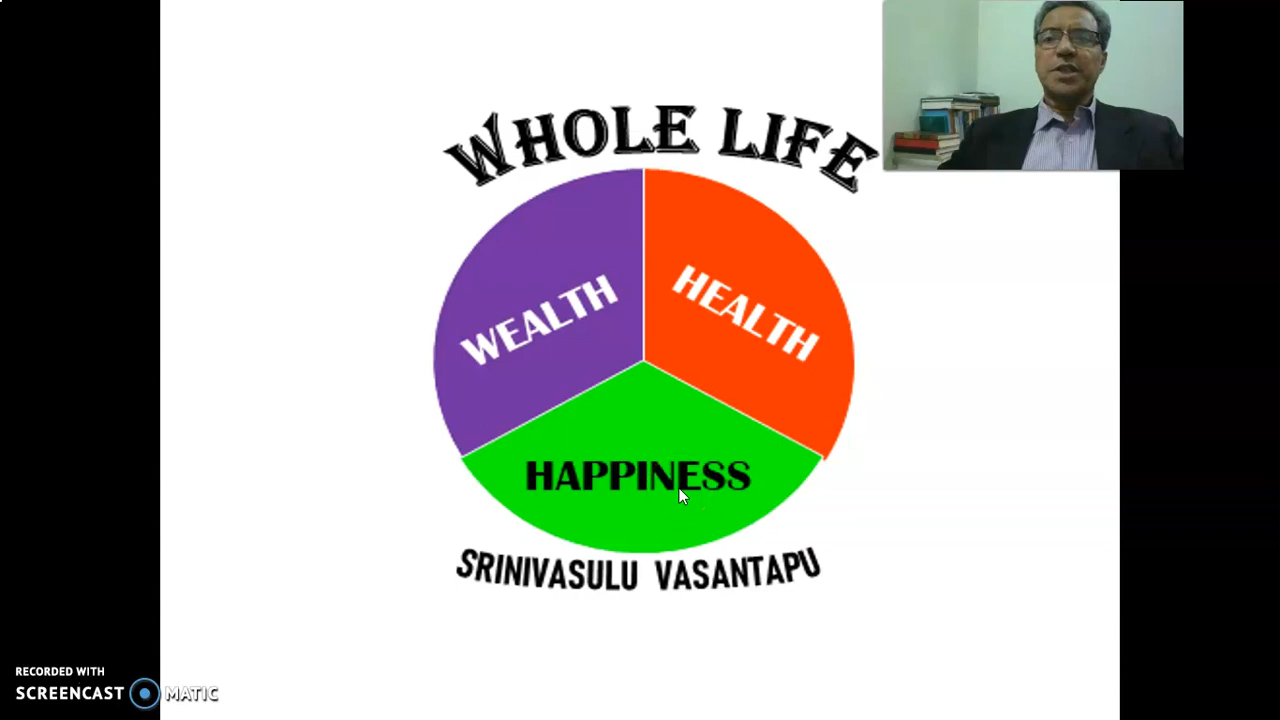 WHOLE LIFE
WEALTH
HEALTH
HAPPINESS
SRINIVASULU VASANTAPU
RECORDED WITH
SCREENCAST MATIC